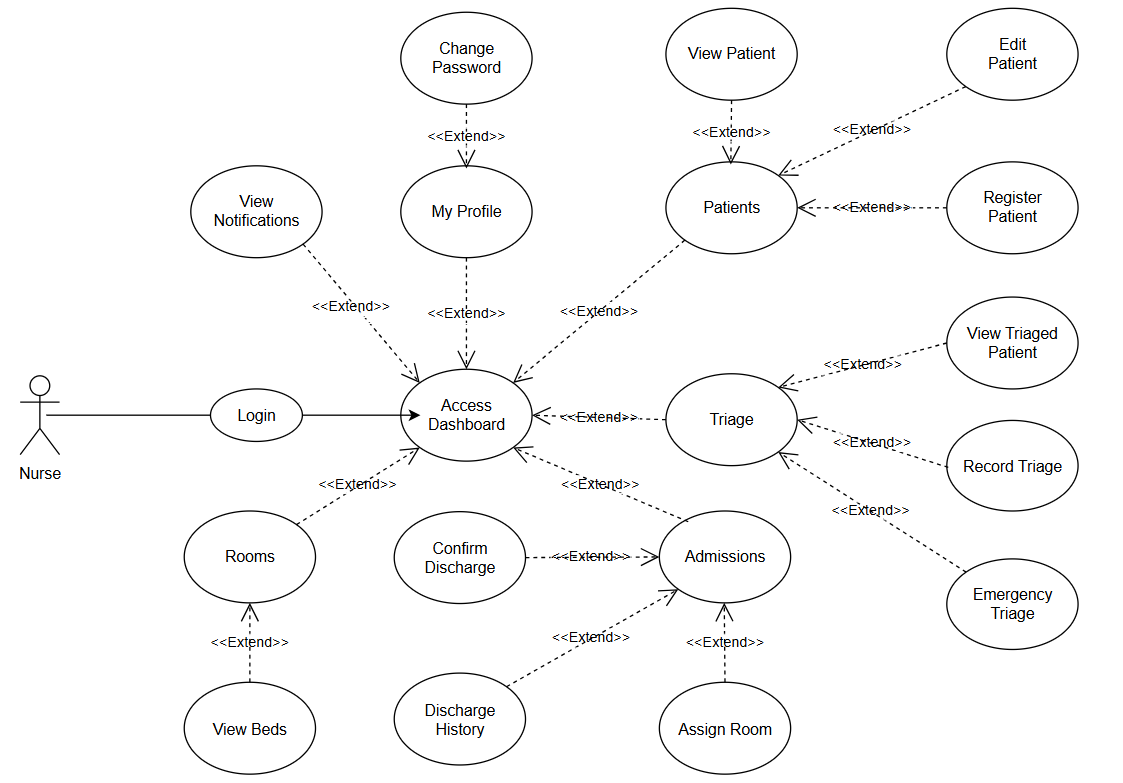 Change
Password
View Patient
Edit
Patient
<<Extend>>
<<Extend>>
<<Extend>>
View
Notifications
My Profile
Patients
<<Extend>>
Register
Patient
<<Extend>>
<<Extend>>
<<Extend>>
View Triaged
Patient
<<Extend>>
Nurse
Login
Access
Dashboard
<<Extend>>
Triage
<<Extend>>
Record Triage
<<Extend>>
<<Extend>>
<<Extend>>
Rooms
Confirm
Discharge
<<Extend>>
Admissions
Emergency
Triage
<<Extend>>
<<Extend>>
<<Extend>>
View Beds
Discharge
History
Assign Room